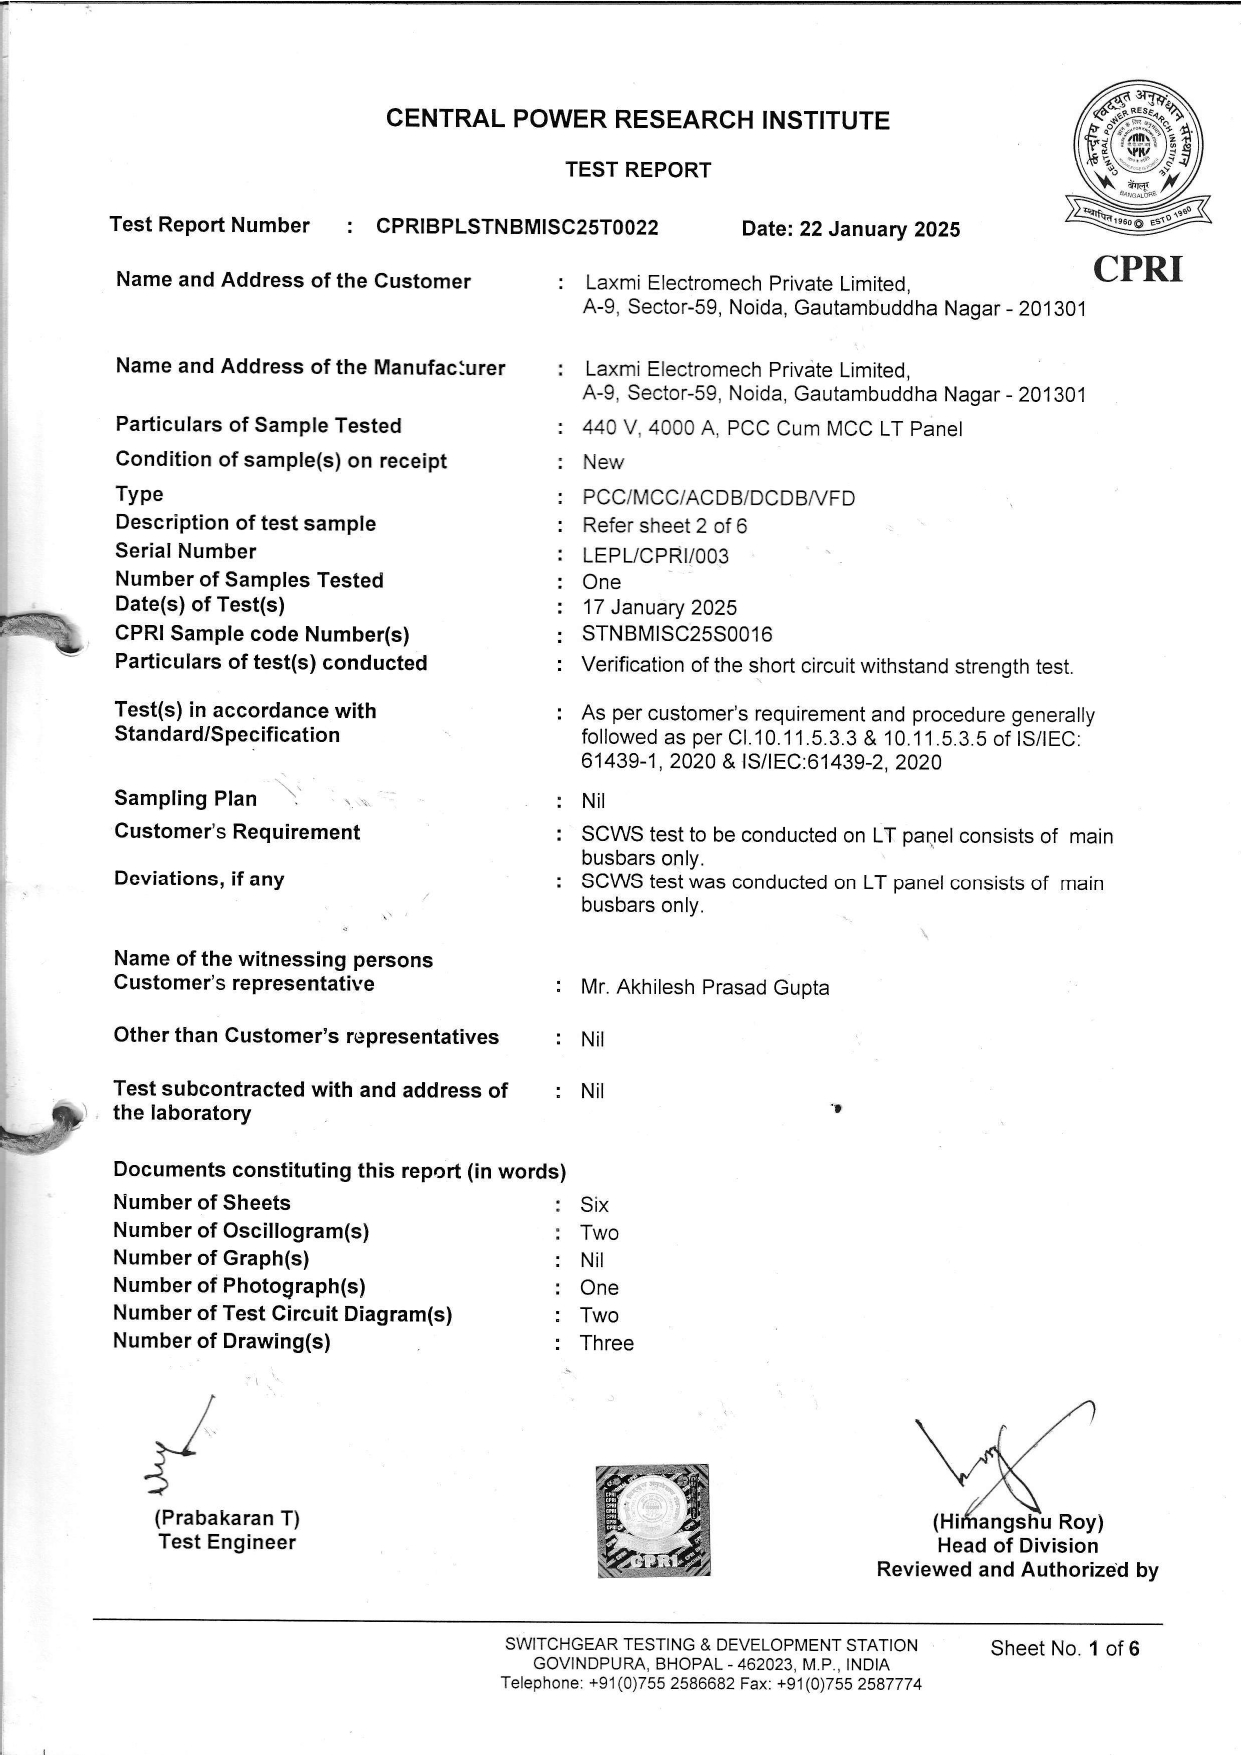 CENTRAL POWER RESEARCH INSTITUTE
TEST REPORT
केन्द्रीय विद्युत अनुसंधान संस्थान
CENTRAL POWER RESEARCH INSTITUTE
बेंगलूर
BANGALORE
स्थापित 1960 ESTD 1960
CPRI
Test Report Number : CPRIBPLSTNBMISC25T0022 Date: 22 January 2025
Name and Address of the Customer : Laxmi Electromech Private Limited,
A-9, Sector-59, Noida, Gautambuddha Nagar - 201301
Name and Address of the Manufacturer : Laxmi Electromech Private Limited,
A-9, Sector-59, Noida, Gautambuddha Nagar - 201301
Particulars of Sample Tested : 440 V, 4000 A, PCC Cum MCC LT Panel
Condition of sample(s) on receipt : New
Type : PCC/MCC/ACDB/DCDB/VFD
Description of test sample : Refer sheet 2 of 6
Serial Number : LEPL/CPRI/003
Number of Samples Tested : One
Date(s) of Test(s) : 17 January 2025
CPRI Sample code Number(s) : STNBMISC25S0016
Particulars of test(s) conducted : Verification of the short circuit withstand strength test.
Test(s) in accordance with : As per customer's requirement and procedure generally
Standard/Specification followed as per Cl.10.11.5.3.3 & 10.11.5.3.5 of IS/IEC:
61439-1, 2020 & IS/IEC:61439-2, 2020
Sampling Plan : Nil
Customer's Requirement : SCWS test to be conducted on LT panel consists of main
busbars only.
Deviations, if any : SCWS test was conducted on LT panel consists of main
busbars only.
Name of the witnessing persons
Customer's representative : Mr. Akhilesh Prasad Gupta
Other than Customer's representatives : Nil
Test subcontracted with and address of : Nil
the laboratory
Documents constituting this report (in words)
Number of Sheets : Six
Number of Oscillogram(s) : Two
Number of Graph(s) : Nil
Number of Photograph(s) : One
Number of Test Circuit Diagram(s) : Two
Number of Drawing(s) : Three
CPRI
(Prabakaran T)
Test Engineer
(Himangshu Roy)
Head of Division
Reviewed and Authorized by
SWITCHGEAR TESTING & DEVELOPMENT STATION
GOVINDPURA, BHOPAL - 462023, M.P., INDIA
Telephone: +91(0)755 2586682 Fax: +91(0)755 2587774
Sheet No. 1 of 6